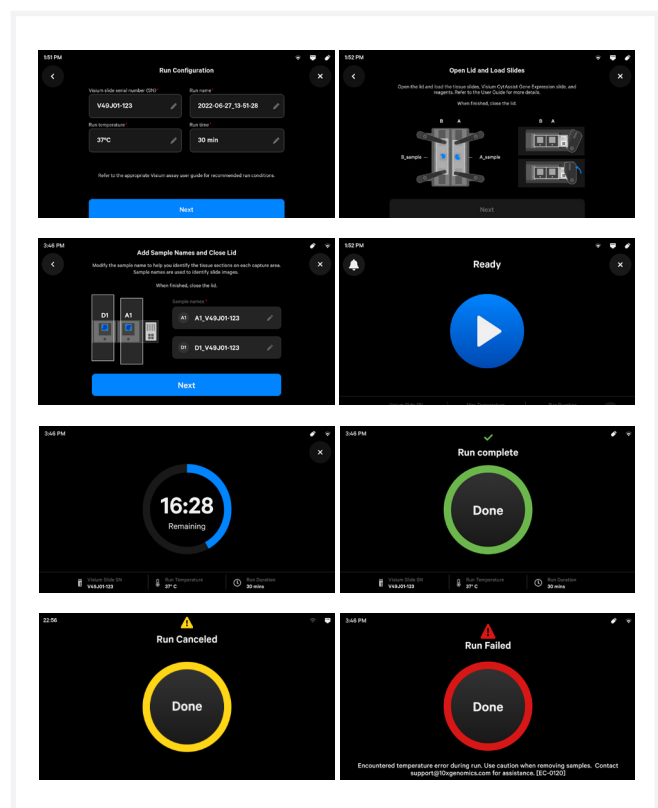 1:51 PM
Run Configuration
Visium slide serial number (SN)*
Run name*
V49J01-123
2022-06-27_13-51-28
Run temperature*
Run time*
37°C
30 min
Refer to the appropriate Visium assay user guide for recommended run conditions.
Next
1:52 PM
Open Lid and Load Slides
Open the lid and load the tissue slides, Visium CytAssist Gene Expression slide, and
reagents. Refer to the User Guide for more details.
When finished, close the lid.
B A
B A
B_sample
A_sample
Next
3:46 PM
Add Sample Names and Close Lid
Modify the sample name to help you identify the tissue sections on each capture area.
Sample names are used to identify slide images.
When finished, close the lid.
Sample names*
D1 A1
A1 A1_V49J01-123
D1 D1_V49J01-123
Next
1:52 PM
Ready
3:46 PM
16:28
Remaining
Visium Slide SN
V49J01-123
Run Temperature
37° C
Run Duration
30 mins
3:46 PM
Run complete
Done
Visium Slide SN
V49J01-123
Run Temperature
37° C
Run Duration
30 mins
22:56
Run Canceled
Done
3:46 PM
Run Failed
Done
Encountered temperature error during run. Use caution when removing samples. Contact
support@10xgenomics.com for assistance. [EC-0120]